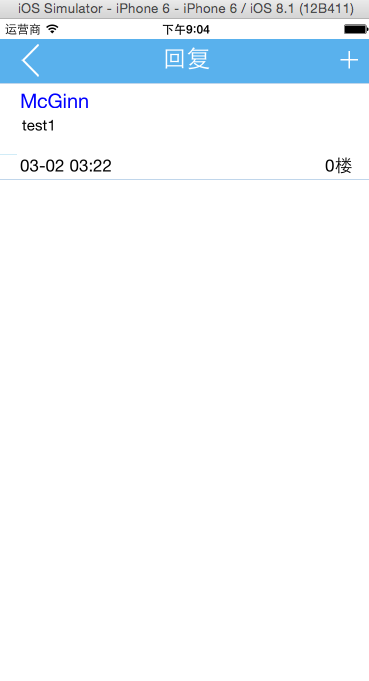 iOS Simulator - iPhone 6 - iPhone 6 / iOS 8.1 (12B411)
运营商 下午9:04
回复
McGinn
test1
03-02 03:22 0楼